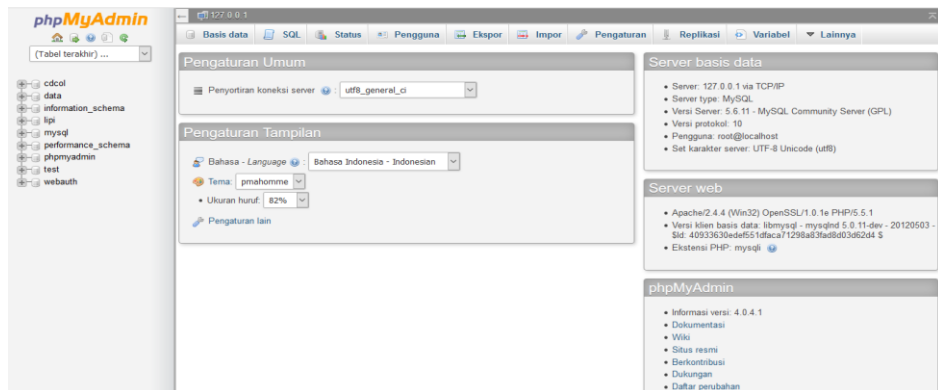 phpMyAdmin
(Tabel terakhir) ...
cdcol
data
information_schema
lipi
mysql
performance_schema
phpmyadmin
test
webauth
127.0.0.1
Basis data SQL Status Pengguna Ekspor Impor Pengaturan Replikasi Variabel Lainnya
Pengaturan Umum
Penyortiran koneksi server : utf8_general_ci
Pengaturan Tampilan
Bahasa - Language : Bahasa Indonesia - Indonesian
Tema: pmahomme
Ukuran huruf: 82%
Pengaturan lain
Server basis data
Server: 127.0.0.1 via TCP/IP
Server type: MySQL
Versi Server: 5.6.11 - MySQL Community Server (GPL)
Versi protokol: 10
Pengguna: root@localhost
Set karakter server: UTF-8 Unicode (utf8)
Server web
Apache/2.4.4 (Win32) OpenSSL/1.0.1e PHP/5.5.1
Versi klien basis data: libmysql - mysqlnd 5.0.11-dev - 20120503 -
$Id: 40933630edef551dfaca71298a83fad8d03d62d4 $
Ekstensi PHP: mysqli
phpMyAdmin
Informasi versi: 4.0.4.1
Dokumentasi
Wiki
Situs resmi
Berkontribusi
Dukungan
Daftar perubahan